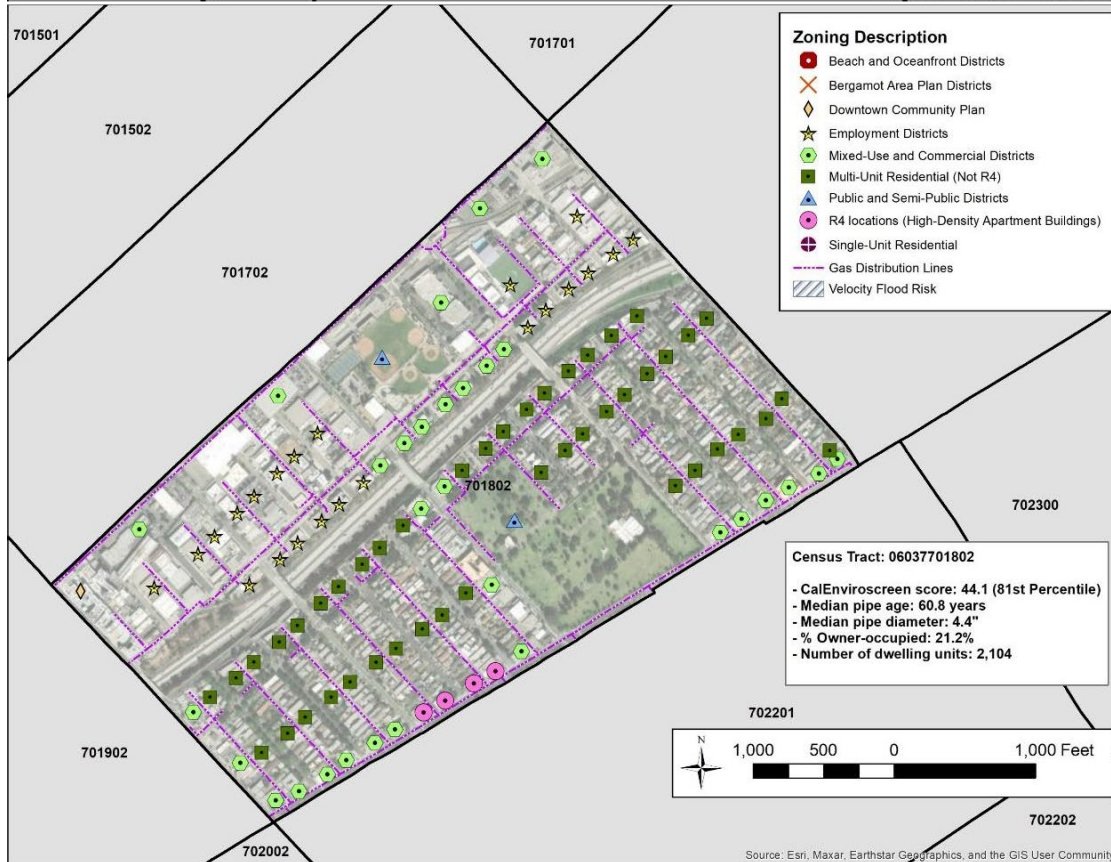 701501
701701
701502
701702
701802
702300
701902
702201
702002
702202
Zoning Description
Beach and Oceanfront Districts
Bergamot Area Plan Districts
Downtown Community Plan
Employment Districts
Mixed-Use and Commercial Districts
Multi-Unit Residential (Not R4)
Public and Semi-Public Districts
R4 locations (High-Density Apartment Buildings)
Single-Unit Residential
Gas Distribution Lines
Velocity Flood Risk
Census Tract: 06037701802
- CalEnviroscreen score: 44.1 (81st Percentile)
- Median pipe age: 60.8 years
- Median pipe diameter: 4.4"
- % Owner-occupied: 21.2%
- Number of dwelling units: 2,104
N
1,000 500 0 1,000 Feet
Source: Esri, Maxar, Earthstar Geographics, and the GIS User Community